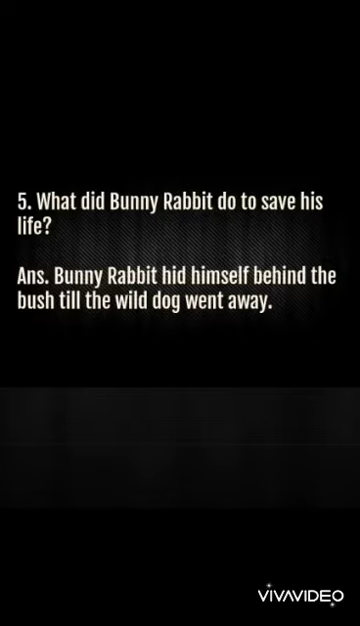 5. What did Bunny Rabbit do to save his
life?
Ans. Bunny Rabbit hid himself behind the
bush till the wild dog went away.
VIVAVIDEO